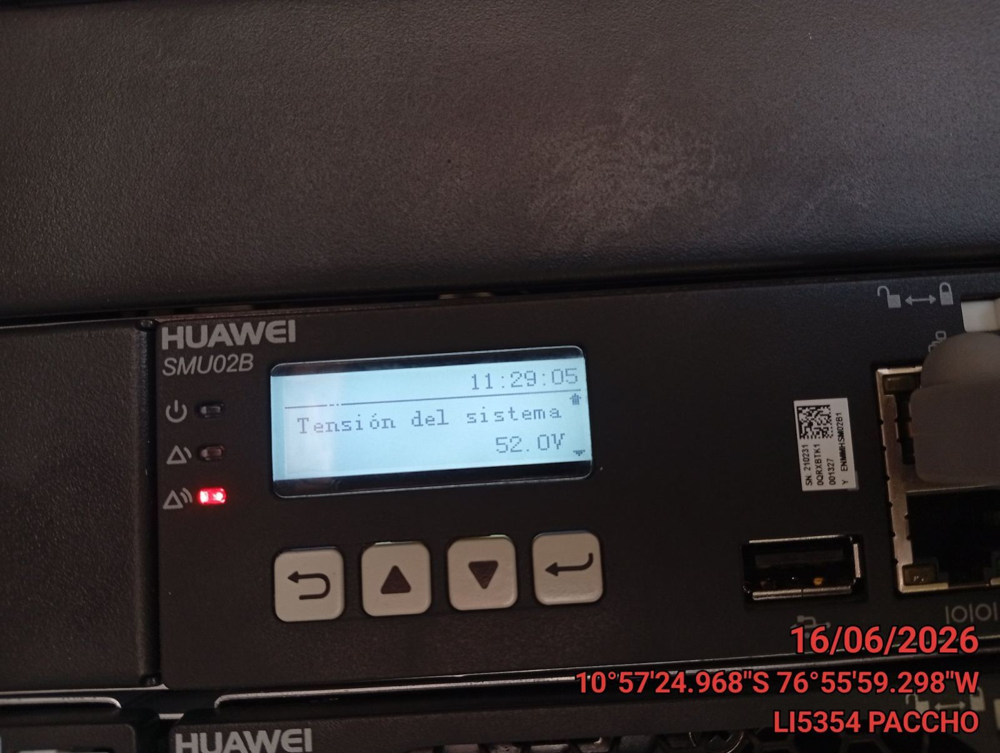 HUAWEI
SMU02B
11:29:05
Tensión del sistema
52.0V
SN: 210231
0QRXBTK1
001327
Y ENMMHSM02B1
16/06/2026
10°57'24.968"S 76°55'59.298"W
LI5354 PACCHO
HUAWEI